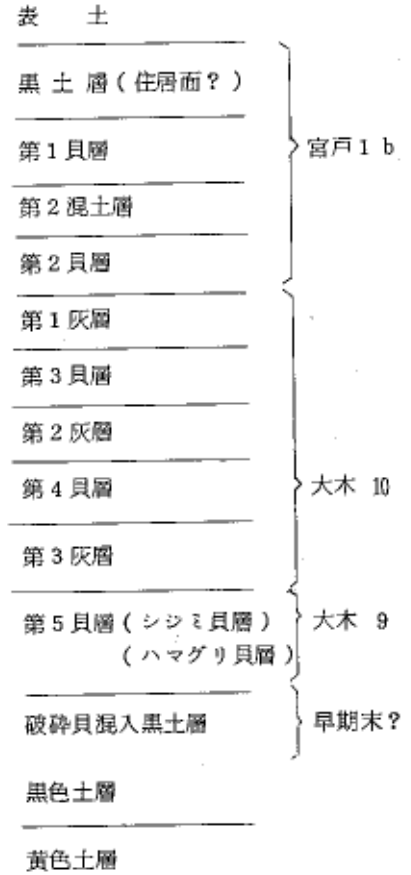 表　土
黒土層(住居面?)
第1貝層
宮戸1b
第2混土層
第2貝層
第1灰層
第3貝層
第2灰層
第4貝層
大木 10
第3灰層
第5貝層(シジミ貝層)
大木 9
(ハマグリ貝層)
破砕貝混入黒土層
早期末?
黒色土層
黄色土層